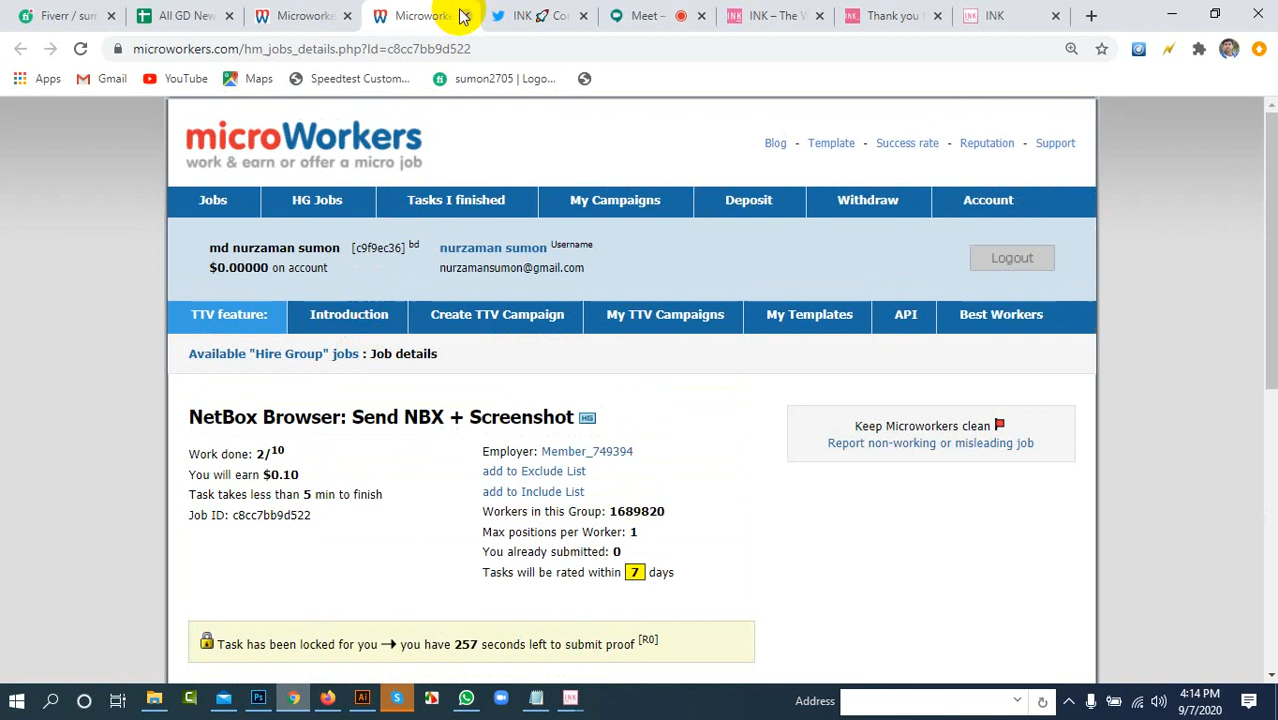 Fiverr / sum
All GD New
Microworke
Microworke
INK 🚀 Co
Meet –
INK – The V
Thank you f
INK
microworkers.com/hm_jobs_details.php?Id=c8cc7bb9d522
Apps
Gmail
YouTube
Maps
Speedtest Custom...
sumon2705 | Logo...
microWorkers
work & earn or offer a micro job
Blog - Template - Success rate - Reputation - Support
Jobs
HG Jobs
Tasks I finished
My Campaigns
Deposit
Withdraw
Account
md nurzaman sumon [c9f9ec36] bd
nurzaman sumon Username
$0.00000 on account
nurzamansumon@gmail.com
Logout
TTV feature:
Introduction
Create TTV Campaign
My TTV Campaigns
My Templates
API
Best Workers
Available "Hire Group" jobs : Job details
NetBox Browser: Send NBX + Screenshot HG
Work done: 2/10
You will earn $0.10
Task takes less than 5 min to finish
Job ID: c8cc7bb9d522
Employer: Member_749394
add to Exclude List
add to Include List
Workers in this Group: 1689820
Max positions per Worker: 1
You already submitted: 0
Tasks will be rated within 7 days
Keep Microworkers clean
Report non-working or misleading job
Task has been locked for you → you have 257 seconds left to submit proof [R0]
Address
4:14 PM
9/7/2020